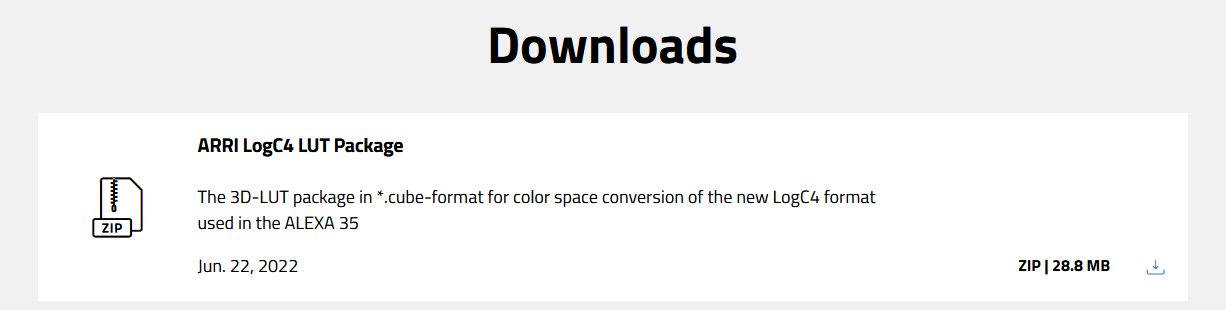 Downloads
ARRI LogC4 LUT Package
The 3D-LUT package in *.cube-format for color space conversion of the new LogC4 format
used in the ALEXA 35
ZIP
Jun. 22, 2022
ZIP | 28.8 MB